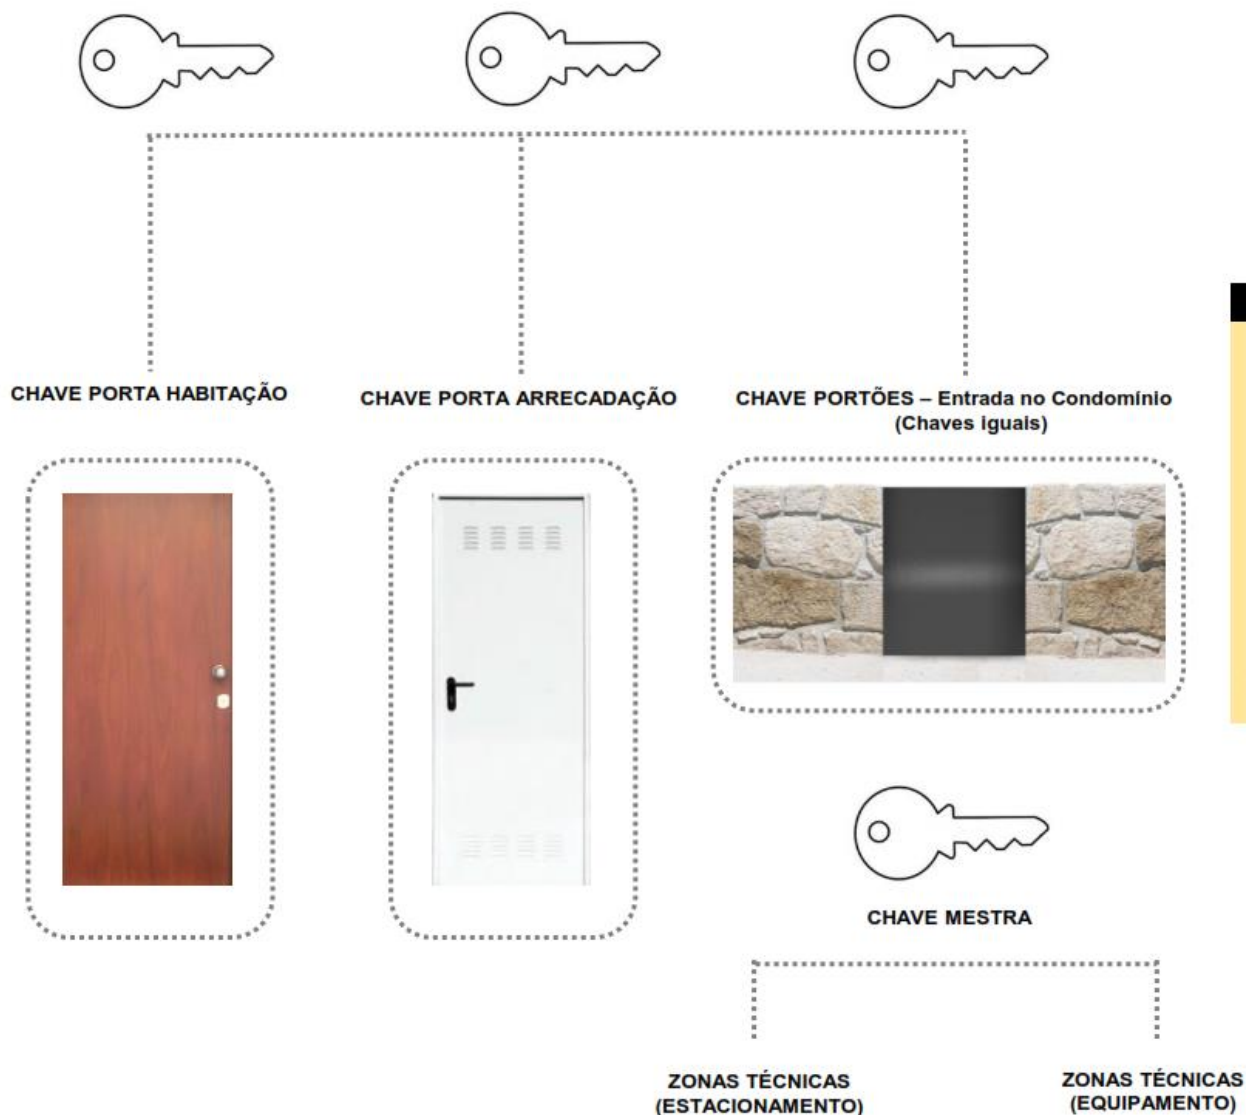 CHAVE PORTA HABITAÇÃO
CHAVE PORTA ARRECADAÇÃO
CHAVE PORTÕES – Entrada no Condomínio
(Chaves iguais)
CHAVE MESTRA
ZONAS TÉCNICAS
(ESTACIONAMENTO)
ZONAS TÉCNICAS
(EQUIPAMENTO)